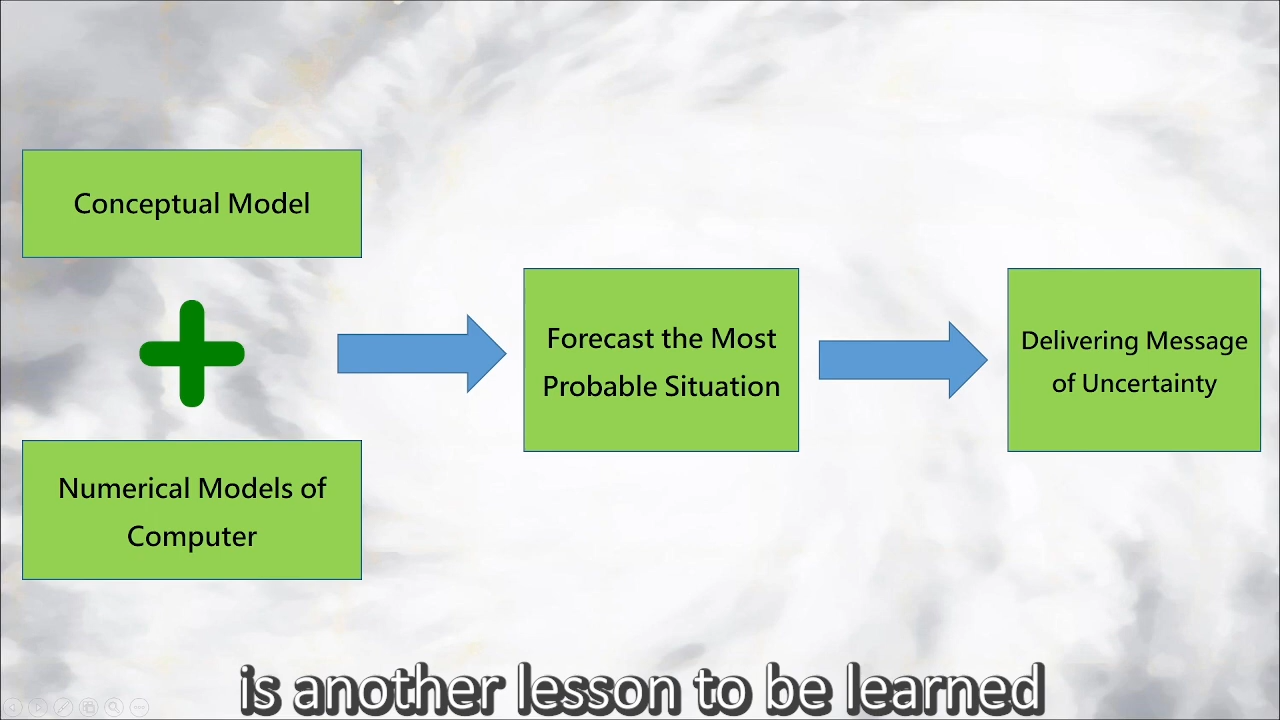 Conceptual Model
Numerical Models of
Computer
Forecast the Most
Probable Situation
Delivering Message
of Uncertainty
is another lesson to be learned